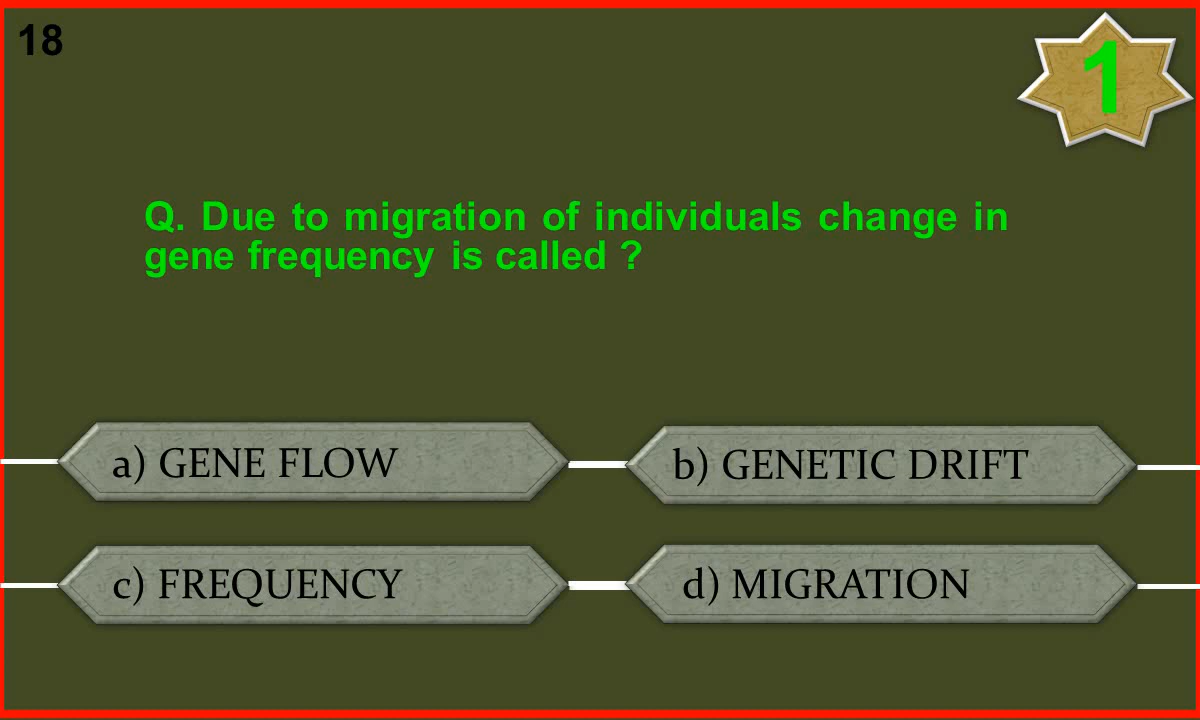 18
1
Q. Due to migration of individuals change in
gene frequency is called ?
a) GENE FLOW
b) GENETIC DRIFT
c) FREQUENCY
d) MIGRATION